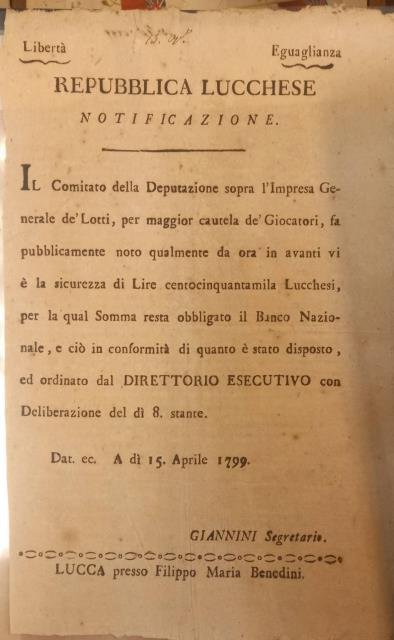 Libertà Eguaglianza
REPUBBLICA LUCCHESE
NOTIFICAZIONE.
IL Comitato della Deputazione sopra l'Impresa Ge-
nerale de' Lotti, per maggior cautela de' Giocatori, fa
pubblicamente noto qualmente da ora in avanti vi
è la sicurezza di Lire centocinquantamila Lucchesi,
per la qual Somma resta obbligato il Banco Nazio-
nale, e ciò in conformità di quanto è stato disposto,
ed ordinato dal DIRETTORIO ESECUTIVO con
Deliberazione del dì 8. stante.
Dat. ec. A dì 15. Aprile 1799.
GIANNINI Segretario.
LUCCA presso Filippo Maria Benedini.